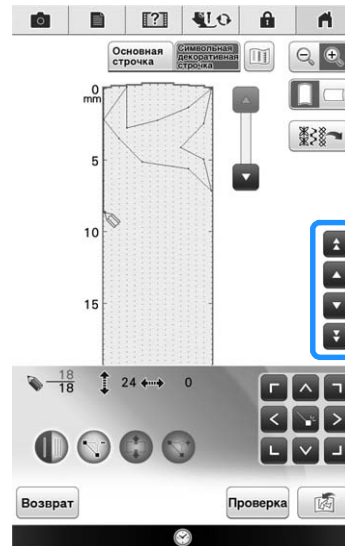 Основная
строчка
Символьная
декоративная
строчка
0
mm
5
10
15
18
18
24
0
Возврат
Проверка